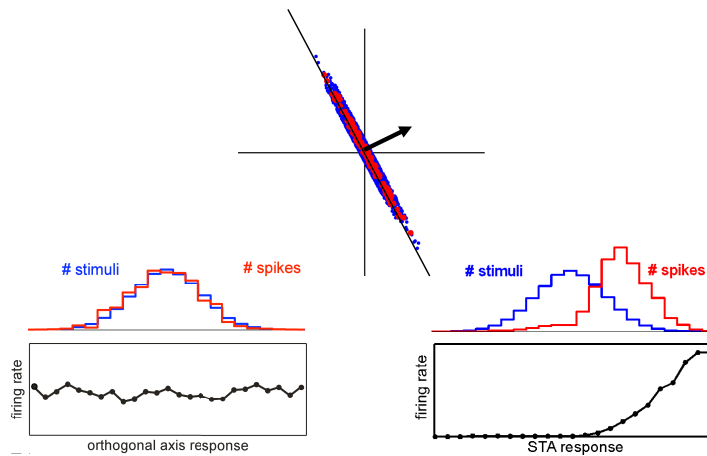 # stimuli
# spikes
# stimuli
# spikes
firing rate
orthogonal axis response
firing rate
STA response